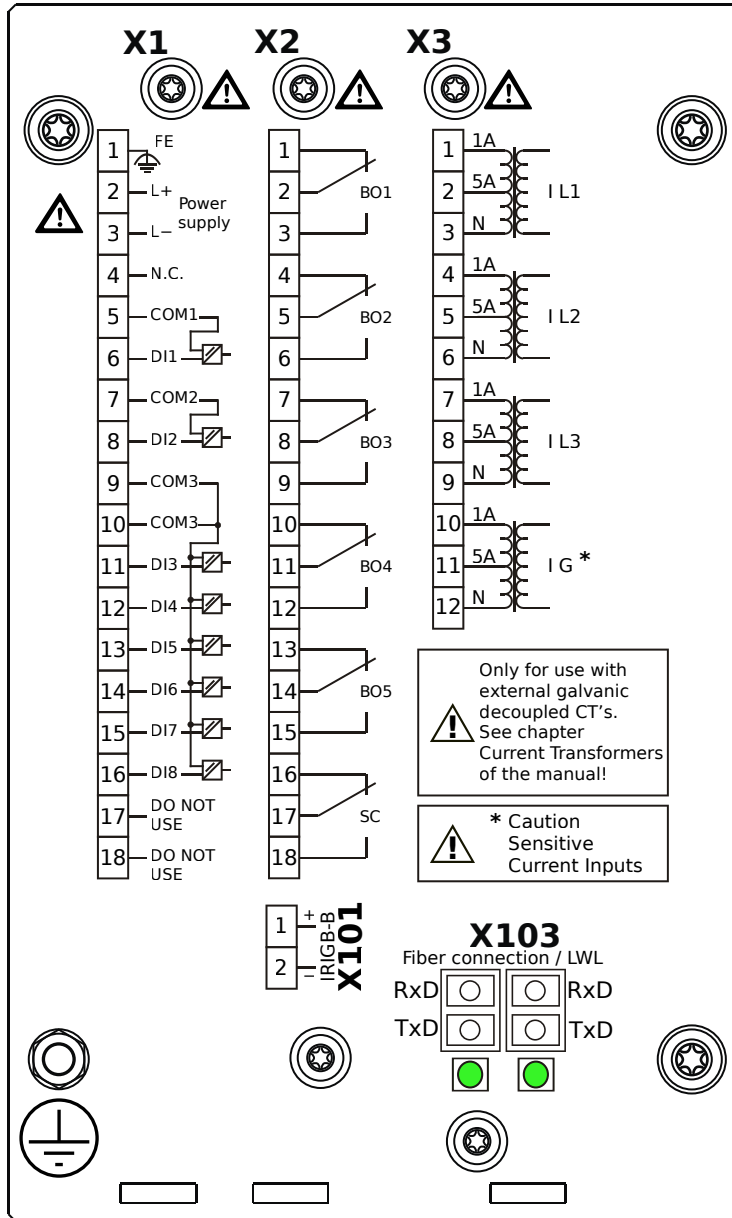 X1 X2 X3
1 FE
2 L+
Power
supply
3 L−
4 N.C.
5 COM1
6 DI1
7 COM2
8 DI2
9 COM3
10 COM3
11 DI3
12 DI4
13 DI5
14 DI6
15 DI7
16 DI8
17 DO NOT
USE
18 DO NOT
USE
1
2 BO1
3
4
5 BO2
6
7
8 BO3
9
10
11 BO4
12
13
14 BO5
15
16
17 SC
18
1 1A
2 5A I L1
3 N
4 1A
5 5A I L2
6 N
7 1A
8 5A I L3
9 N
10 1A
11 5A I G *
12 N
Only for use with
external galvanic
decoupled CT's.
See chapter
Current Transformers
of the manual!
* Caution
Sensitive
Current Inputs
1 +
2 −
IRIGB-B
X101
X103
Fiber connection / LWL
RxD RxD
TxD TxD